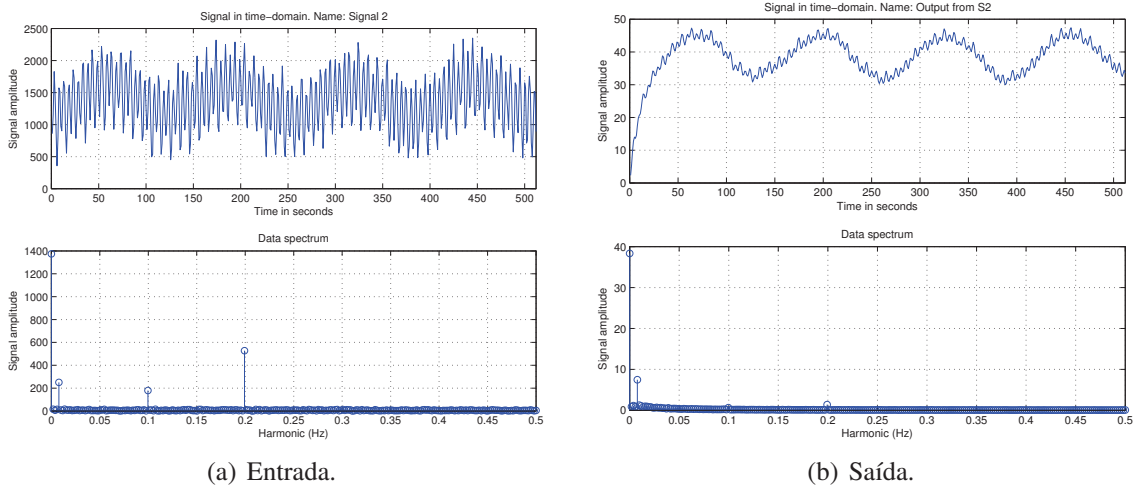 Signal in time-domain. Name: Signal 2
2500
2000
1500
1000
500
0
Signal amplitude
0 50 100 150 200 250 300 350 400 450 500
Time in seconds
Data spectrum
1400
1200
1000
800
600
400
200
0
Signal amplitude
0 0.05 0.1 0.15 0.2 0.25 0.3 0.35 0.4 0.45 0.5
Harmonic (Hz)
(a) Entrada.
Signal in time-domain. Name: Output from S2
50
40
30
20
10
0
Signal amplitude
0 50 100 150 200 250 300 350 400 450 500
Time in seconds
Data spectrum
40
30
20
10
0
Signal amplitude
0 0.05 0.1 0.15 0.2 0.25 0.3 0.35 0.4 0.45 0.5
Harmonic (Hz)
(b) Saída.